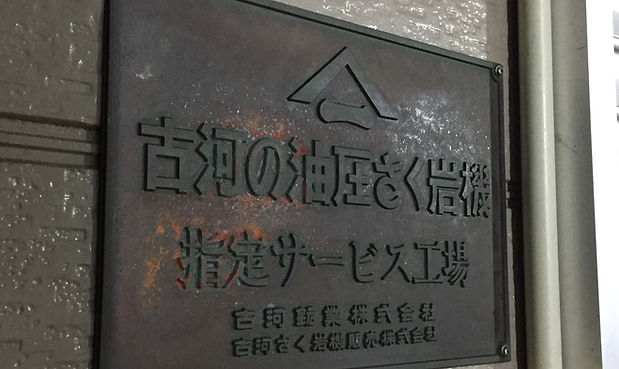 古河の油圧さく岩機
指定サービス工場
古河鉱業株式会社
古河さく岩機販売株式会社